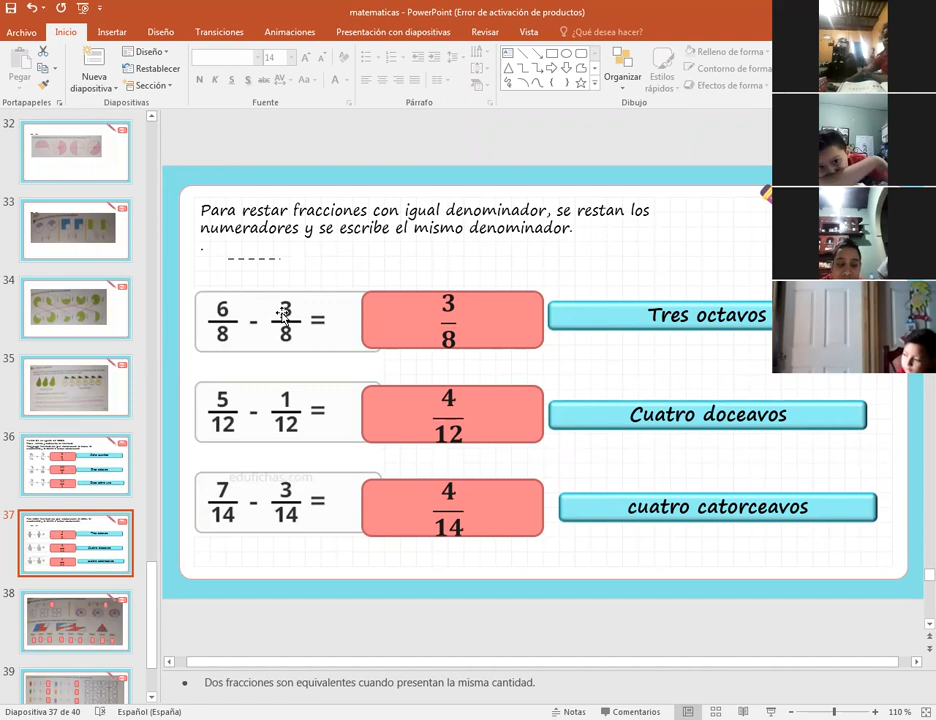 matematicas - PowerPoint (Error de activación de productos)
Archivo Inicio Insertar Diseño Transiciones Animaciones Presentación con diapositivas Revisar Vista ¿Qué desea hacer?
Pegar
Nueva diapositiva
Diseño
Restablecer
Sección
14
N K S S abc AV Aa A
Organizar
Estilos rápidos
Relleno de forma
Contorno de forma
Efectos de forma
Portapapeles Diapositivas Fuente Párrafo Dibujo
32
33
34
35
36
37
38
39
Para restar fracciones con igual denominador, se restan los
numeradores y se escribe el mismo denominador.
.
6/8 - 3/8 = 3/8 Tres octavos
5/12 - 1/12 = 4/12 Cuatro doceavos
edufichas.com
7/14 - 3/14 = 4/14 cuatro catorceavos
• Dos fracciones son equivalentes cuando presentan la misma cantidad.
Diapositiva 37 de 40 Español (España) Notas Comentarios 110 %